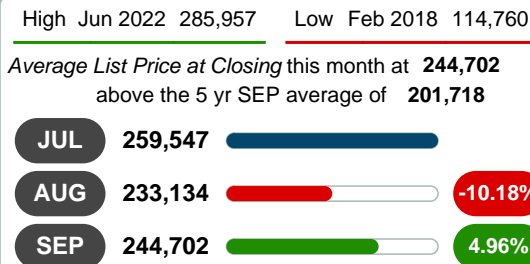 High Jun 2022 285,957 Low Feb 2018 114,760
Average List Price at Closing this month at 244,702
above the 5 yr SEP average of 201,718
JUL 259,547
AUG 233,134 -10.18%
SEP 244,702 4.96%